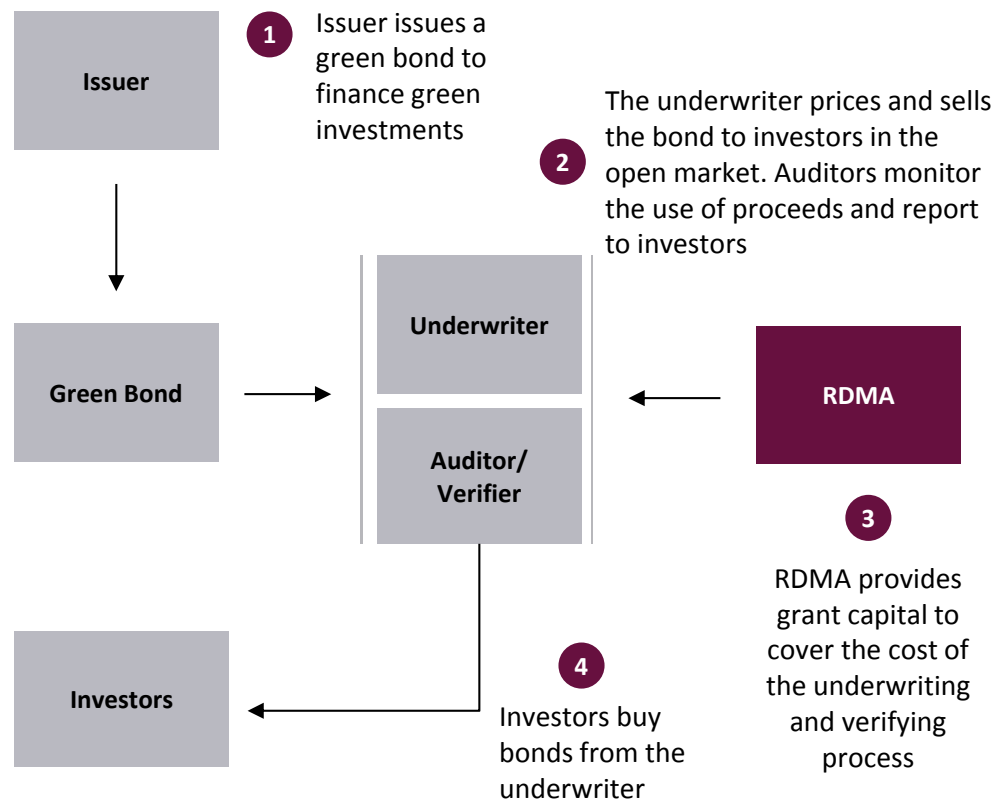 1
Issuer issues a
green bond to
finance green
investments
Issuer
2
The underwriter prices and sells
the bond to investors in the
open market. Auditors monitor
the use of proceeds and report
to investors
Underwriter
Green Bond
RDMA
Auditor/
Verifier
3
RDMA provides
grant capital to
cover the cost of
the underwriting
and verifying
process
Investors
4
Investors buy
bonds from the
underwriter